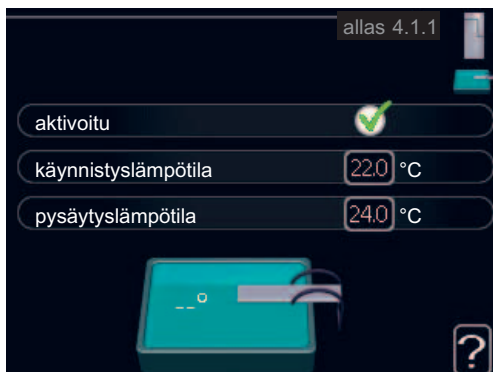 allas 4.1.1
aktivoitu
käynnistyslämpötila 22.0 °C
pysäytyslämpötila 24.0 °C
--°
?